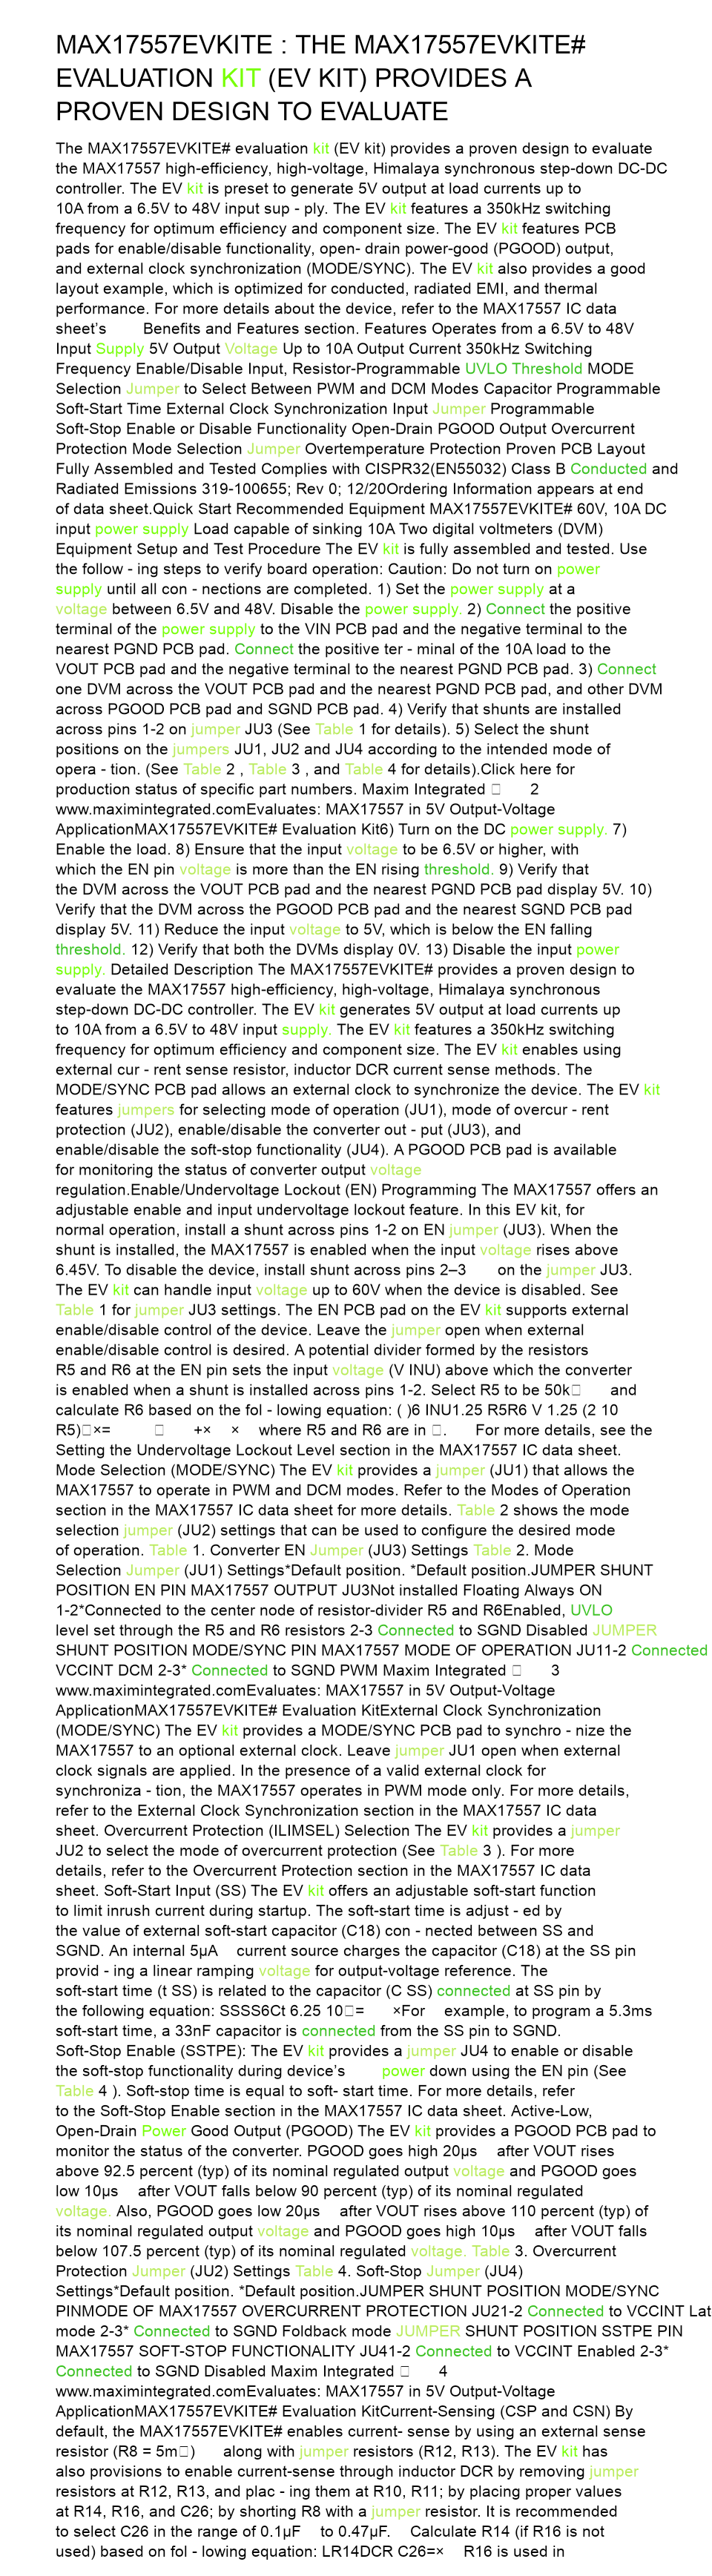 MAX17557EVKITE : THE MAX17557EVKITE#
EVALUATION KIT (EV KIT) PROVIDES A
PROVEN DESIGN TO EVALUATE
The MAX17557EVKITE# evaluation kit (EV kit) provides a proven design to evaluate
the MAX17557 high-efficiency, high-voltage, Himalaya synchronous step-down DC-DC
controller. The EV kit is preset to generate 5V output at load currents up to
10A from a 6.5V to 48V input sup - ply. The EV kit features a 350kHz switching
frequency for optimum efficiency and component size. The EV kit features PCB
pads for enable/disable functionality, open- drain power-good (PGOOD) output,
and external clock synchronization (MODE/SYNC). The EV kit also provides a good
layout example, which is optimized for conducted, radiated EMI, and thermal
performance. For more details about the device, refer to the MAX17557 IC data
sheet's Benefits and Features section. Features Operates from a 6.5V to 48V
Input Supply 5V Output Voltage Up to 10A Output Current 350kHz Switching
Frequency Enable/Disable Input, Resistor-Programmable UVLO Threshold MODE
Selection Jumper to Select Between PWM and DCM Modes Capacitor Programmable
Soft-Start Time External Clock Synchronization Input Jumper Programmable
Soft-Stop Enable or Disable Functionality Open-Drain PGOOD Output Overcurrent
Protection Mode Selection Jumper Overtemperature Protection Proven PCB Layout
Fully Assembled and Tested Complies with CISPR32(EN55032) Class B Conducted and
Radiated Emissions 319-100655; Rev 0; 12/20Ordering Information appears at end
of data sheet.Quick Start Recommended Equipment MAX17557EVKITE# 60V, 10A DC
input power supply Load capable of sinking 10A Two digital voltmeters (DVM)
Equipment Setup and Test Procedure The EV kit is fully assembled and tested. Use
the follow - ing steps to verify board operation: Caution: Do not turn on power
supply until all con - nections are completed. 1) Set the power supply at a
voltage between 6.5V and 48V. Disable the power supply. 2) Connect the positive
terminal of the power supply to the VIN PCB pad and the negative terminal to the
nearest PGND PCB pad. Connect the positive ter - minal of the 10A load to the
VOUT PCB pad and the negative terminal to the nearest PGND PCB pad. 3) Connect
one DVM across the VOUT PCB pad and the nearest PGND PCB pad, and other DVM
across PGOOD PCB pad and SGND PCB pad. 4) Verify that shunts are installed
across pins 1-2 on jumper JU3 (See Table 1 for details). 5) Select the shunt
positions on the jumpers JU1, JU2 and JU4 according to the intended mode of
opera - tion. (See Table 2 , Table 3 , and Table 4 for details).Click here for
production status of specific part numbers. Maxim Integrated □ 2
www.maximintegrated.comEvaluates: MAX17557 in 5V Output-Voltage
ApplicationMAX17557EVKITE# Evaluation Kit6) Turn on the DC power supply. 7)
Enable the load. 8) Ensure that the input voltage to be 6.5V or higher, with
which the EN pin voltage is more than the EN rising threshold. 9) Verify that
the DVM across the VOUT PCB pad and the nearest PGND PCB pad display 5V. 10)
Verify that the DVM across the PGOOD PCB pad and the nearest SGND PCB pad
display 5V. 11) Reduce the input voltage to 5V, which is below the EN falling
threshold. 12) Verify that both the DVMs display 0V. 13) Disable the input power
supply. Detailed Description The MAX17557EVKITE# provides a proven design to
evaluate the MAX17557 high-efficiency, high-voltage, Himalaya synchronous
step-down DC-DC controller. The EV kit generates 5V output at load currents up
to 10A from a 6.5V to 48V input supply. The EV kit features a 350kHz switching
frequency for optimum efficiency and component size. The EV kit enables using
external cur - rent sense resistor, inductor DCR current sense methods. The
MODE/SYNC PCB pad allows an external clock to synchronize the device. The EV kit
features jumpers for selecting mode of operation (JU1), mode of overcur - rent
protection (JU2), enable/disable the converter out - put (JU3), and
enable/disable the soft-stop functionality (JU4). A PGOOD PCB pad is available
for monitoring the status of converter output voltage
regulation.Enable/Undervoltage Lockout (EN) Programming The MAX17557 offers an
adjustable enable and input undervoltage lockout feature. In this EV kit, for
normal operation, install a shunt across pins 1-2 on EN jumper (JU3). When the
shunt is installed, the MAX17557 is enabled when the input voltage rises above
6.45V. To disable the device, install shunt across pins 2–3 on the jumper JU3.
The EV kit can handle input voltage up to 60V when the device is disabled. See
Table 1 for jumper JU3 settings. The EN PCB pad on the EV kit supports external
enable/disable control of the device. Leave the jumper open when external
enable/disable control is desired. A potential divider formed by the resistors
R5 and R6 at the EN pin sets the input voltage (V INU) above which the converter
is enabled when a shunt is installed across pins 1-2. Select R5 to be 50k□ and
calculate R6 based on the fol - lowing equation: ( )6 INU1.25 R5R6 V 1.25 (2 10
R5)□×= □ +× × where R5 and R6 are in □. For more details, see the
Setting the Undervoltage Lockout Level section in the MAX17557 IC data sheet.
Mode Selection (MODE/SYNC) The EV kit provides a jumper (JU1) that allows the
MAX17557 to operate in PWM and DCM modes. Refer to the Modes of Operation
section in the MAX17557 IC data sheet for more details. Table 2 shows the mode
selection jumper (JU2) settings that can be used to configure the desired mode
of operation. Table 1. Converter EN Jumper (JU3) Settings Table 2. Mode
Selection Jumper (JU1) Settings*Default position. *Default position.JUMPER SHUNT
POSITION EN PIN MAX17557 OUTPUT JU3Not installed Floating Always ON
1-2*Connected to the center node of resistor-divider R5 and R6Enabled, UVLO
level set through the R5 and R6 resistors 2-3 Connected to SGND Disabled JUMPER
SHUNT POSITION MODE/SYNC PIN MAX17557 MODE OF OPERATION JU11-2 Connected
VCCINT DCM 2-3* Connected to SGND PWM Maxim Integrated □ 3
www.maximintegrated.comEvaluates: MAX17557 in 5V Output-Voltage
ApplicationMAX17557EVKITE# Evaluation KitExternal Clock Synchronization
(MODE/SYNC) The EV kit provides a MODE/SYNC PCB pad to synchro - nize the
MAX17557 to an optional external clock. Leave jumper JU1 open when external
clock signals are applied. In the presence of a valid external clock for
synchroniza - tion, the MAX17557 operates in PWM mode only. For more details,
refer to the External Clock Synchronization section in the MAX17557 IC data
sheet. Overcurrent Protection (ILIMSEL) Selection The EV kit provides a jumper
JU2 to select the mode of overcurrent protection (See Table 3 ). For more
details, refer to the Overcurrent Protection section in the MAX17557 IC data
sheet. Soft-Start Input (SS) The EV kit offers an adjustable soft-start function
to limit inrush current during startup. The soft-start time is adjust - ed by
the value of external soft-start capacitor (C18) con - nected between SS and
SGND. An internal 5μA current source charges the capacitor (C18) at the SS pin
provid - ing a linear ramping voltage for output-voltage reference. The
soft-start time (t SS) is related to the capacitor (C SS) connected at SS pin by
the following equation: SSSS6Ct 6.25 10□= ×For example, to program a 5.3ms
soft-start time, a 33nF capacitor is connected from the SS pin to SGND.
Soft-Stop Enable (SSTPE): The EV kit provides a jumper JU4 to enable or disable
the soft-stop functionality during device's power down using the EN pin (See
Table 4 ). Soft-stop time is equal to soft- start time. For more details, refer
to the Soft-Stop Enable section in the MAX17557 IC data sheet. Active-Low,
Open-Drain Power Good Output (PGOOD) The EV kit provides a PGOOD PCB pad to
monitor the status of the converter. PGOOD goes high 20μs after VOUT rises
above 92.5 percent (typ) of its nominal regulated output voltage and PGOOD goes
low 10μs after VOUT falls below 90 percent (typ) of its nominal regulated
voltage. Also, PGOOD goes low 20μs after VOUT rises above 110 percent (typ) of
its nominal regulated output voltage and PGOOD goes high 10μs after VOUT falls
below 107.5 percent (typ) of its nominal regulated voltage. Table 3. Overcurrent
Protection Jumper (JU2) Settings Table 4. Soft-Stop Jumper (JU4)
Settings*Default position. *Default position.JUMPER SHUNT POSITION MODE/SYNC
PINMODE OF MAX17557 OVERCURRENT PROTECTION JU21-2 Connected to VCCINT Lat
mode 2-3* Connected to SGND Foldback mode JUMPER SHUNT POSITION SSTPE PIN
MAX17557 SOFT-STOP FUNCTIONALITY JU41-2 Connected to VCCINT Enabled 2-3*
Connected to SGND Disabled Maxim Integrated □ 4
www.maximintegrated.comEvaluates: MAX17557 in 5V Output-Voltage
ApplicationMAX17557EVKITE# Evaluation KitCurrent-Sensing (CSP and CSN) By
default, the MAX17557EVKITE# enables current- sense by using an external sense
resistor (R8 = 5m□) along with jumper resistors (R12, R13). The EV kit has
also provisions to enable current-sense through inductor DCR by removing jumper
resistors at R12, R13, and plac - ing them at R10, R11; by placing proper values
at R14, R16, and C26; by shorting R8 with a jumper resistor. It is recommended
to select C26 in the range of 0.1μF to 0.47μF. Calculate R14 (if R16 is not
used) based on fol - lowing equation: LR14DCR C26=× R16 is used in